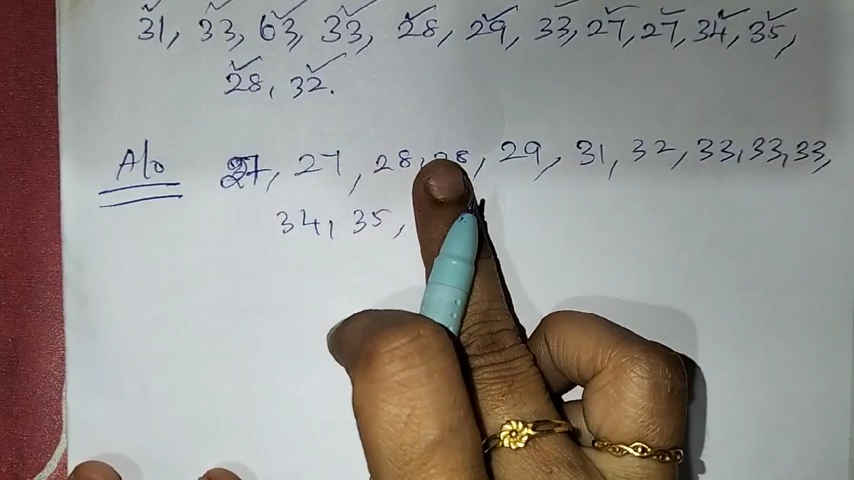 31, 33, 63, 33, 28, 29, 33, 27, 27, 34, 35,
28, 32.
A/o 27, 27, 28, 28, 29, 31, 32, 33, 33, 33,
34, 35,